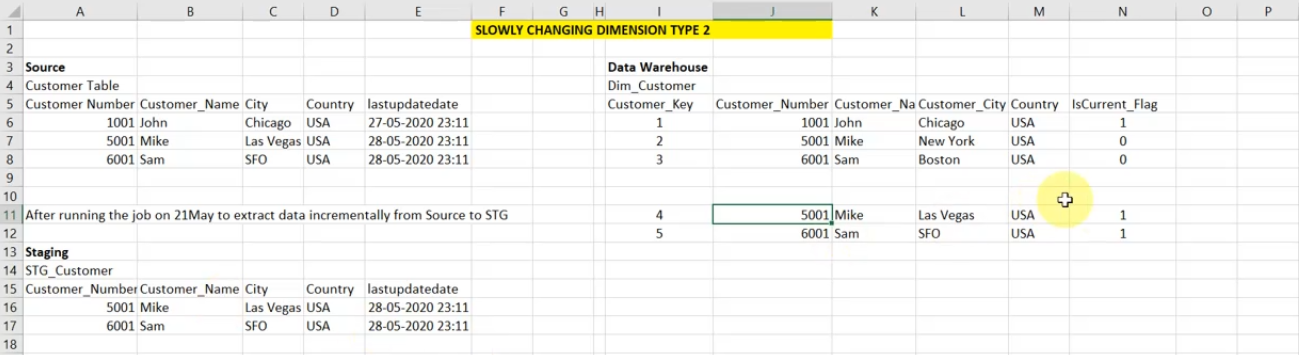 A B C D E F G H I J K L M N O P
1 SLOWLY CHANGING DIMENSION TYPE 2
2
3 Source Data Warehouse
4 Customer Table Dim_Customer
5 Customer Number Customer_Name City Country lastupdatedate Customer_Key Customer_Number Customer_Na Customer_City Country IsCurrent_Flag
6 1001 John Chicago USA 27-05-2020 23:11 1 1001 John Chicago USA 1
7 5001 Mike Las Vegas USA 28-05-2020 23:11 2 5001 Mike New York USA 0
8 6001 Sam SFO USA 28-05-2020 23:11 3 6001 Sam Boston USA 0
9
10
11 After running the job on 21May to extract data incrementally from Source to STG 4 5001 Mike Las Vegas USA 1
12 5 6001 Sam SFO USA 1
13 Staging
14 STG_Customer
15 Customer_Number Customer_Name City Country lastupdatedate
16 5001 Mike Las Vegas USA 28-05-2020 23:11
17 6001 Sam SFO USA 28-05-2020 23:11
18